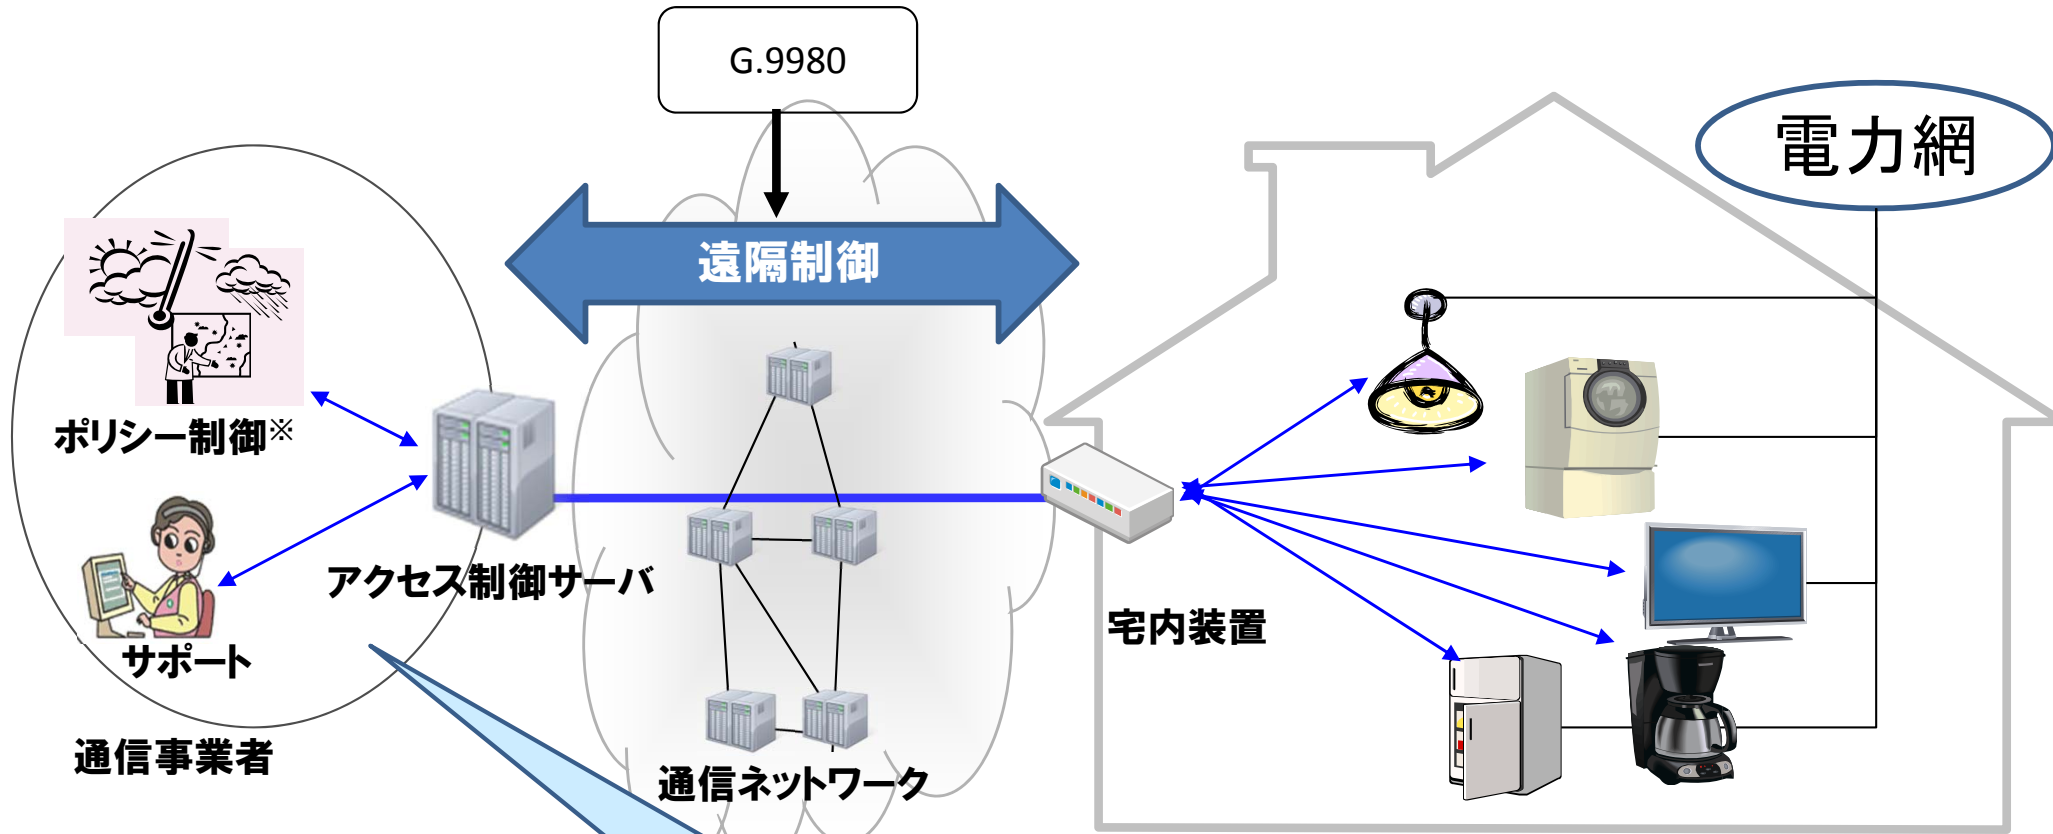 G.9980
電力網
遠隔制御
ポリシー制御※
アクセス制御サーバ
サポート
宅内装置
通信事業者
通信ネットワーク